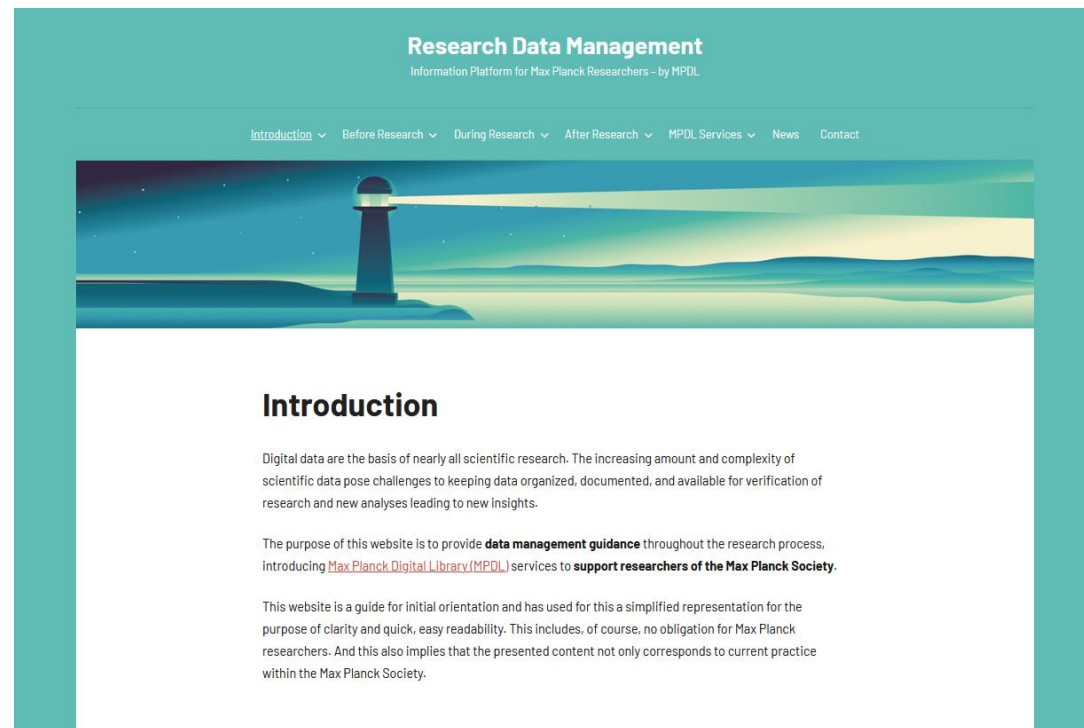 Research Data Management
Information Platform for Max Planck Researchers - by MPDL
Introduction Before Research During Research After Research MPDL Services News Contact
Introduction
Digital data are the basis of nearly all scientific research. The increasing amount and complexity of
scientific data pose challenges to keeping data organized, documented, and available for verification of
research and new analyses leading to new insights.
The purpose of this website is to provide data management guidance throughout the research process,
introducing Max Planck Digital Library (MPDL) services to support researchers of the Max Planck Society.
This website is a guide for initial orientation and has used for this a simplified representation for the
purpose of clarity and quick, easy readability. This includes, of course, no obligation for Max Planck
researchers. And this also implies that the presented content not only corresponds to current practice
within the Max Planck Society.